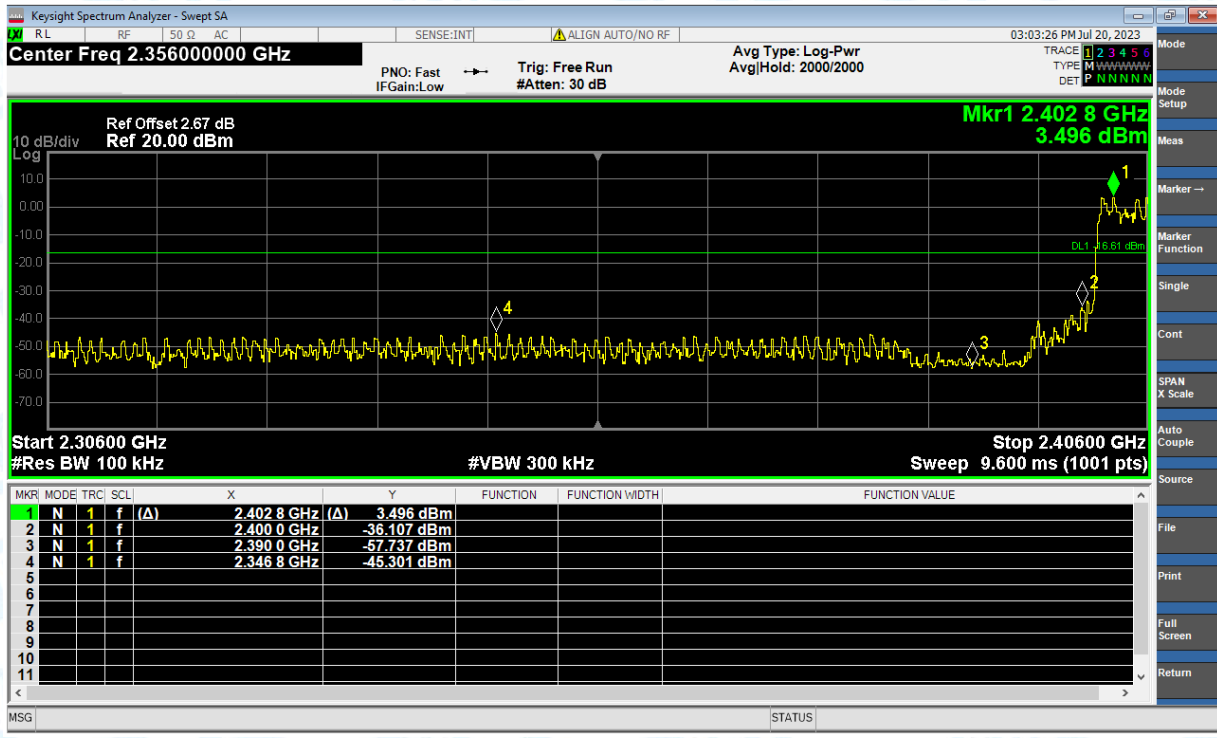 Keysight Spectrum Analyzer - Swept SA
LXI RL RF 50 Ω AC SENSE:INT ALIGN AUTO/NO RF 03:03:26 PM Jul 20, 2023
Center Freq 2.356000000 GHz
PNO: Fast
IFGain:Low
Trig: Free Run
#Atten: 30 dB
Avg Type: Log-Pwr
Avg|Hold: 2000/2000
TRACE 1 2 3 4 5 6
TYPE M WWWWW
DET P N N N N N
Mkr1 2.402 8 GHz
3.496 dBm
Ref Offset 2.67 dB
10 dB/div Ref 20.00 dBm
Log
10.0
0.00
-10.0
-20.0
-30.0
-40.0
-50.0
-60.0
-70.0
1
DL1 -16.61 dBm
2
4
3
Start 2.30600 GHz Stop 2.40600 GHz
#Res BW 100 kHz #VBW 300 kHz Sweep 9.600 ms (1001 pts)
MKR MODE TRC SCL X Y FUNCTION FUNCTION WIDTH FUNCTION VALUE
1 N 1 f (Δ) 2.402 8 GHz (Δ) 3.496 dBm
2 N 1 f 2.400 0 GHz -36.107 dBm
3 N 1 f 2.390 0 GHz -57.737 dBm
4 N 1 f 2.346 8 GHz -45.301 dBm
5
6
7
8
9
10
11
MSG STATUS
Mode
Mode
Setup
Meas
Marker →
Marker
Function
Single
Cont
SPAN
X Scale
Auto
Couple
Source
File
Print
Full
Screen
Return